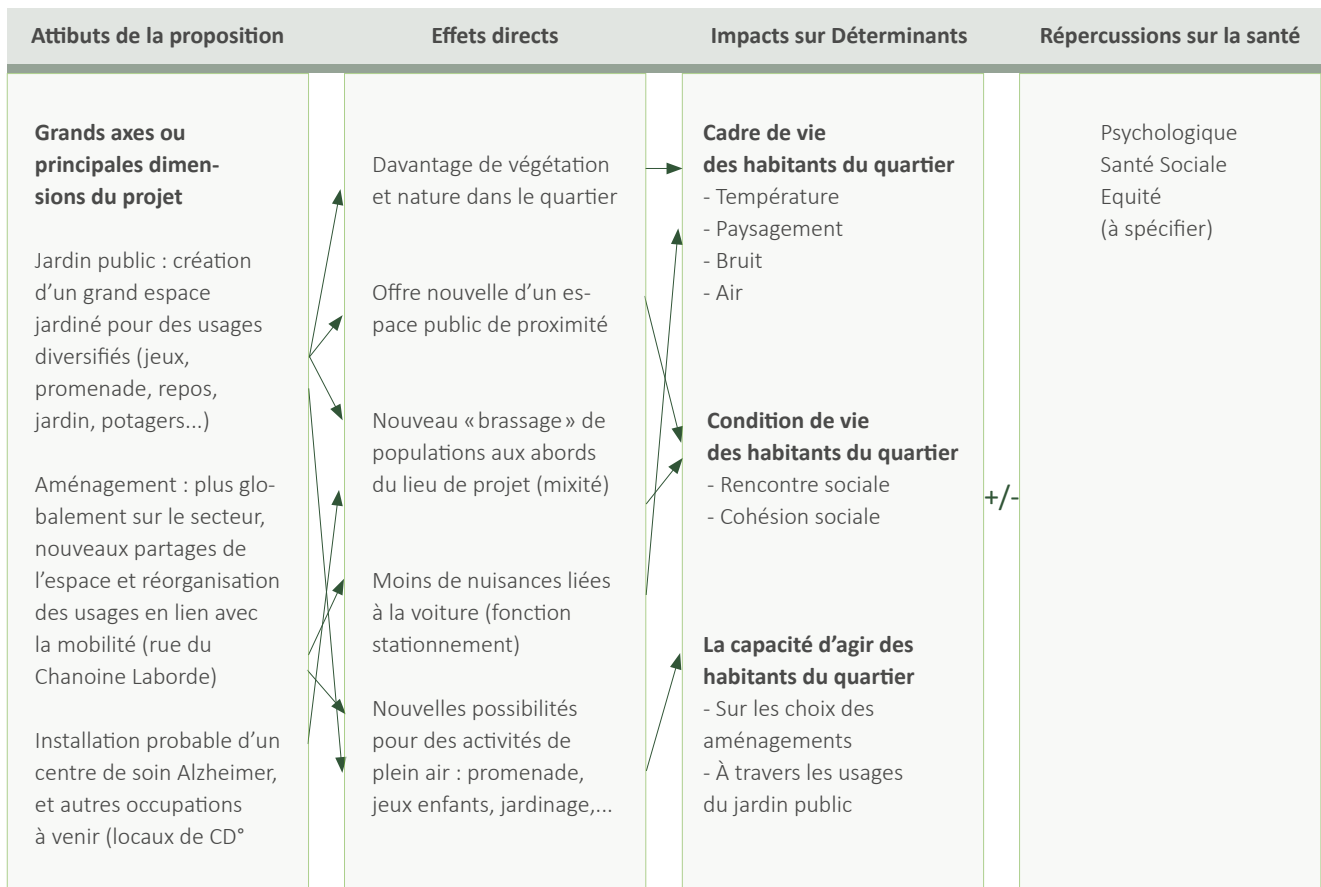 Attibuts de la proposition
Effets directs
Impacts sur Déterminants
Répercussions sur la santé
Grands axes ou
principales dimen-
sions du projet
Jardin public : création
d'un grand espace
jardiné pour des usages
diversifiés (jeux,
promenade, repos,
jardin, potagers...)
Aménagement : plus glo-
balement sur le secteur,
nouveaux partages de
l'espace et réorganisation
des usages en lien avec
la mobilité (rue du
Chanoine Laborde)
Installation probable d'un
centre de soin Alzheimer,
et autres occupations
à venir (locaux de CD°
Davantage de végétation
et nature dans le quartier
Offre nouvelle d'un es-
pace public de proximité
Nouveau « brassage » de
populations aux abords
du lieu de projet (mixité)
Moins de nuisances liées
à la voiture (fonction
stationnement)
Nouvelles possibilités
pour des activités de
plein air : promenade,
jeux enfants, jardinage,...
Cadre de vie
des habitants du quartier
- Température
- Paysagement
- Bruit
- Air
Condition de vie
des habitants du quartier
- Rencontre sociale
- Cohésion sociale
La capacité d'agir des
habitants du quartier
- Sur les choix des
aménagements
- À travers les usages
du jardin public
+/-
Psychologique
Santé Sociale
Equité
(à spécifier)